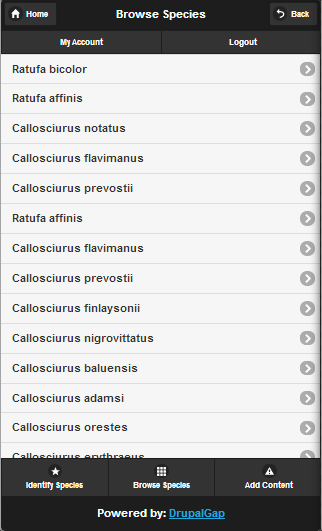 Home Browse Species Back
My Account Logout
Ratufa bicolor
Ratufa affinis
Callosciurus notatus
Callosciurus flavimanus
Callosciurus prevostii
Ratufa affinis
Callosciurus flavimanus
Callosciurus prevostii
Callosciurus finlaysonii
Callosciurus nigrovittatus
Callosciurus baluensis
Callosciurus adamsi
Callosciurus orestes
Callosciurus erythraeus
Identify Species Browse Species Add Content
Powered by: DrupalGap